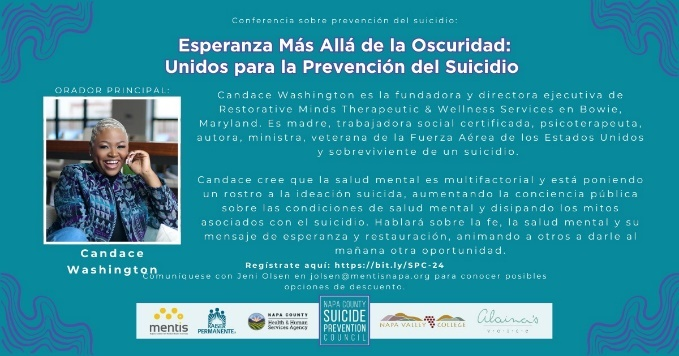 Conferencia sobre prevención del suicidio:
Esperanza Más Allá de la Oscuridad:
Unidos para la Prevención del Suicidio
ORADOR PRINCIPAL:
Candace
Washington
Candace Washington es la fundadora y directora ejecutiva de
Restorative Minds Therapeutic & Wellness Services en Bowie,
Maryland. Es madre, trabajadora social certificada, psicoterapeuta,
autora, ministra, veterana de la Fuerza Aérea de los Estados Unidos
y sobreviviente de un suicidio.
Candace cree que la salud mental es multifactorial y está poniendo
un rostro a la ideación suicida, aumentando la conciencia pública
sobre las condiciones de salud mental y disipando los mitos
asociados con el suicidio. Hablará sobre la fe, la salud mental y su
mensaje de esperanza y restauración, animando a otros a darle al
mañana otra oportunidad.
Regístrate aquí: https://bit.ly/SPC-24
Comuníquese con Jeni Olsen en jolsen@mentisnapa.org para conocer posibles
opciones de descuento.
mentis
KAISER
PERMANENTE
NAPA COUNTY
Health & Human
Services Agency
NAPA COUNTY
SUICIDE
PREVENTION
COUNCIL
NAPA VALLEY COLLEGE
Alaina's
voice